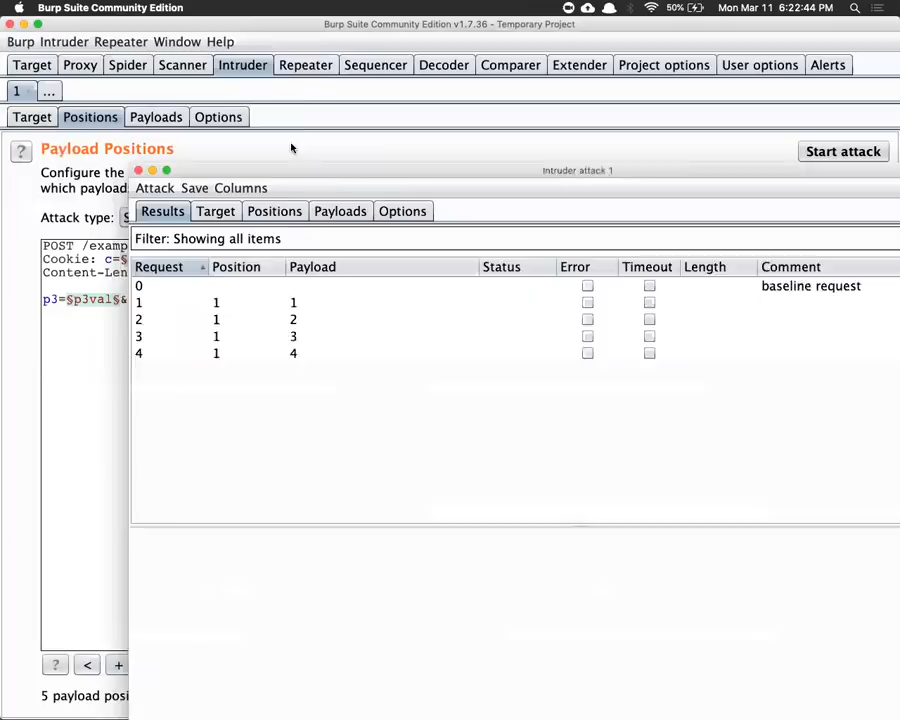 Burp Suite Community Edition 50% Mon Mar 11 6:22:44 PM
Burp Suite Community Edition v1.7.36 - Temporary Project
Burp Intruder Repeater Window Help
Target Proxy Spider Scanner Intruder Repeater Sequencer Decoder Comparer Extender Project options User options Alerts
1 ...
Target Positions Payloads Options
? Payload Positions Start attack
Configure the
which payload
Attack type: S
POST /examp
Cookie: c=§
Content-Len
p3=§p3val§&
? < +
5 payload posi
Intruder attack 1
Attack Save Columns
Results Target Positions Payloads Options
Filter: Showing all items
Request Position Payload Status Error Timeout Length Comment
0 baseline request
1 1 1
2 1 2
3 1 3
4 1 4